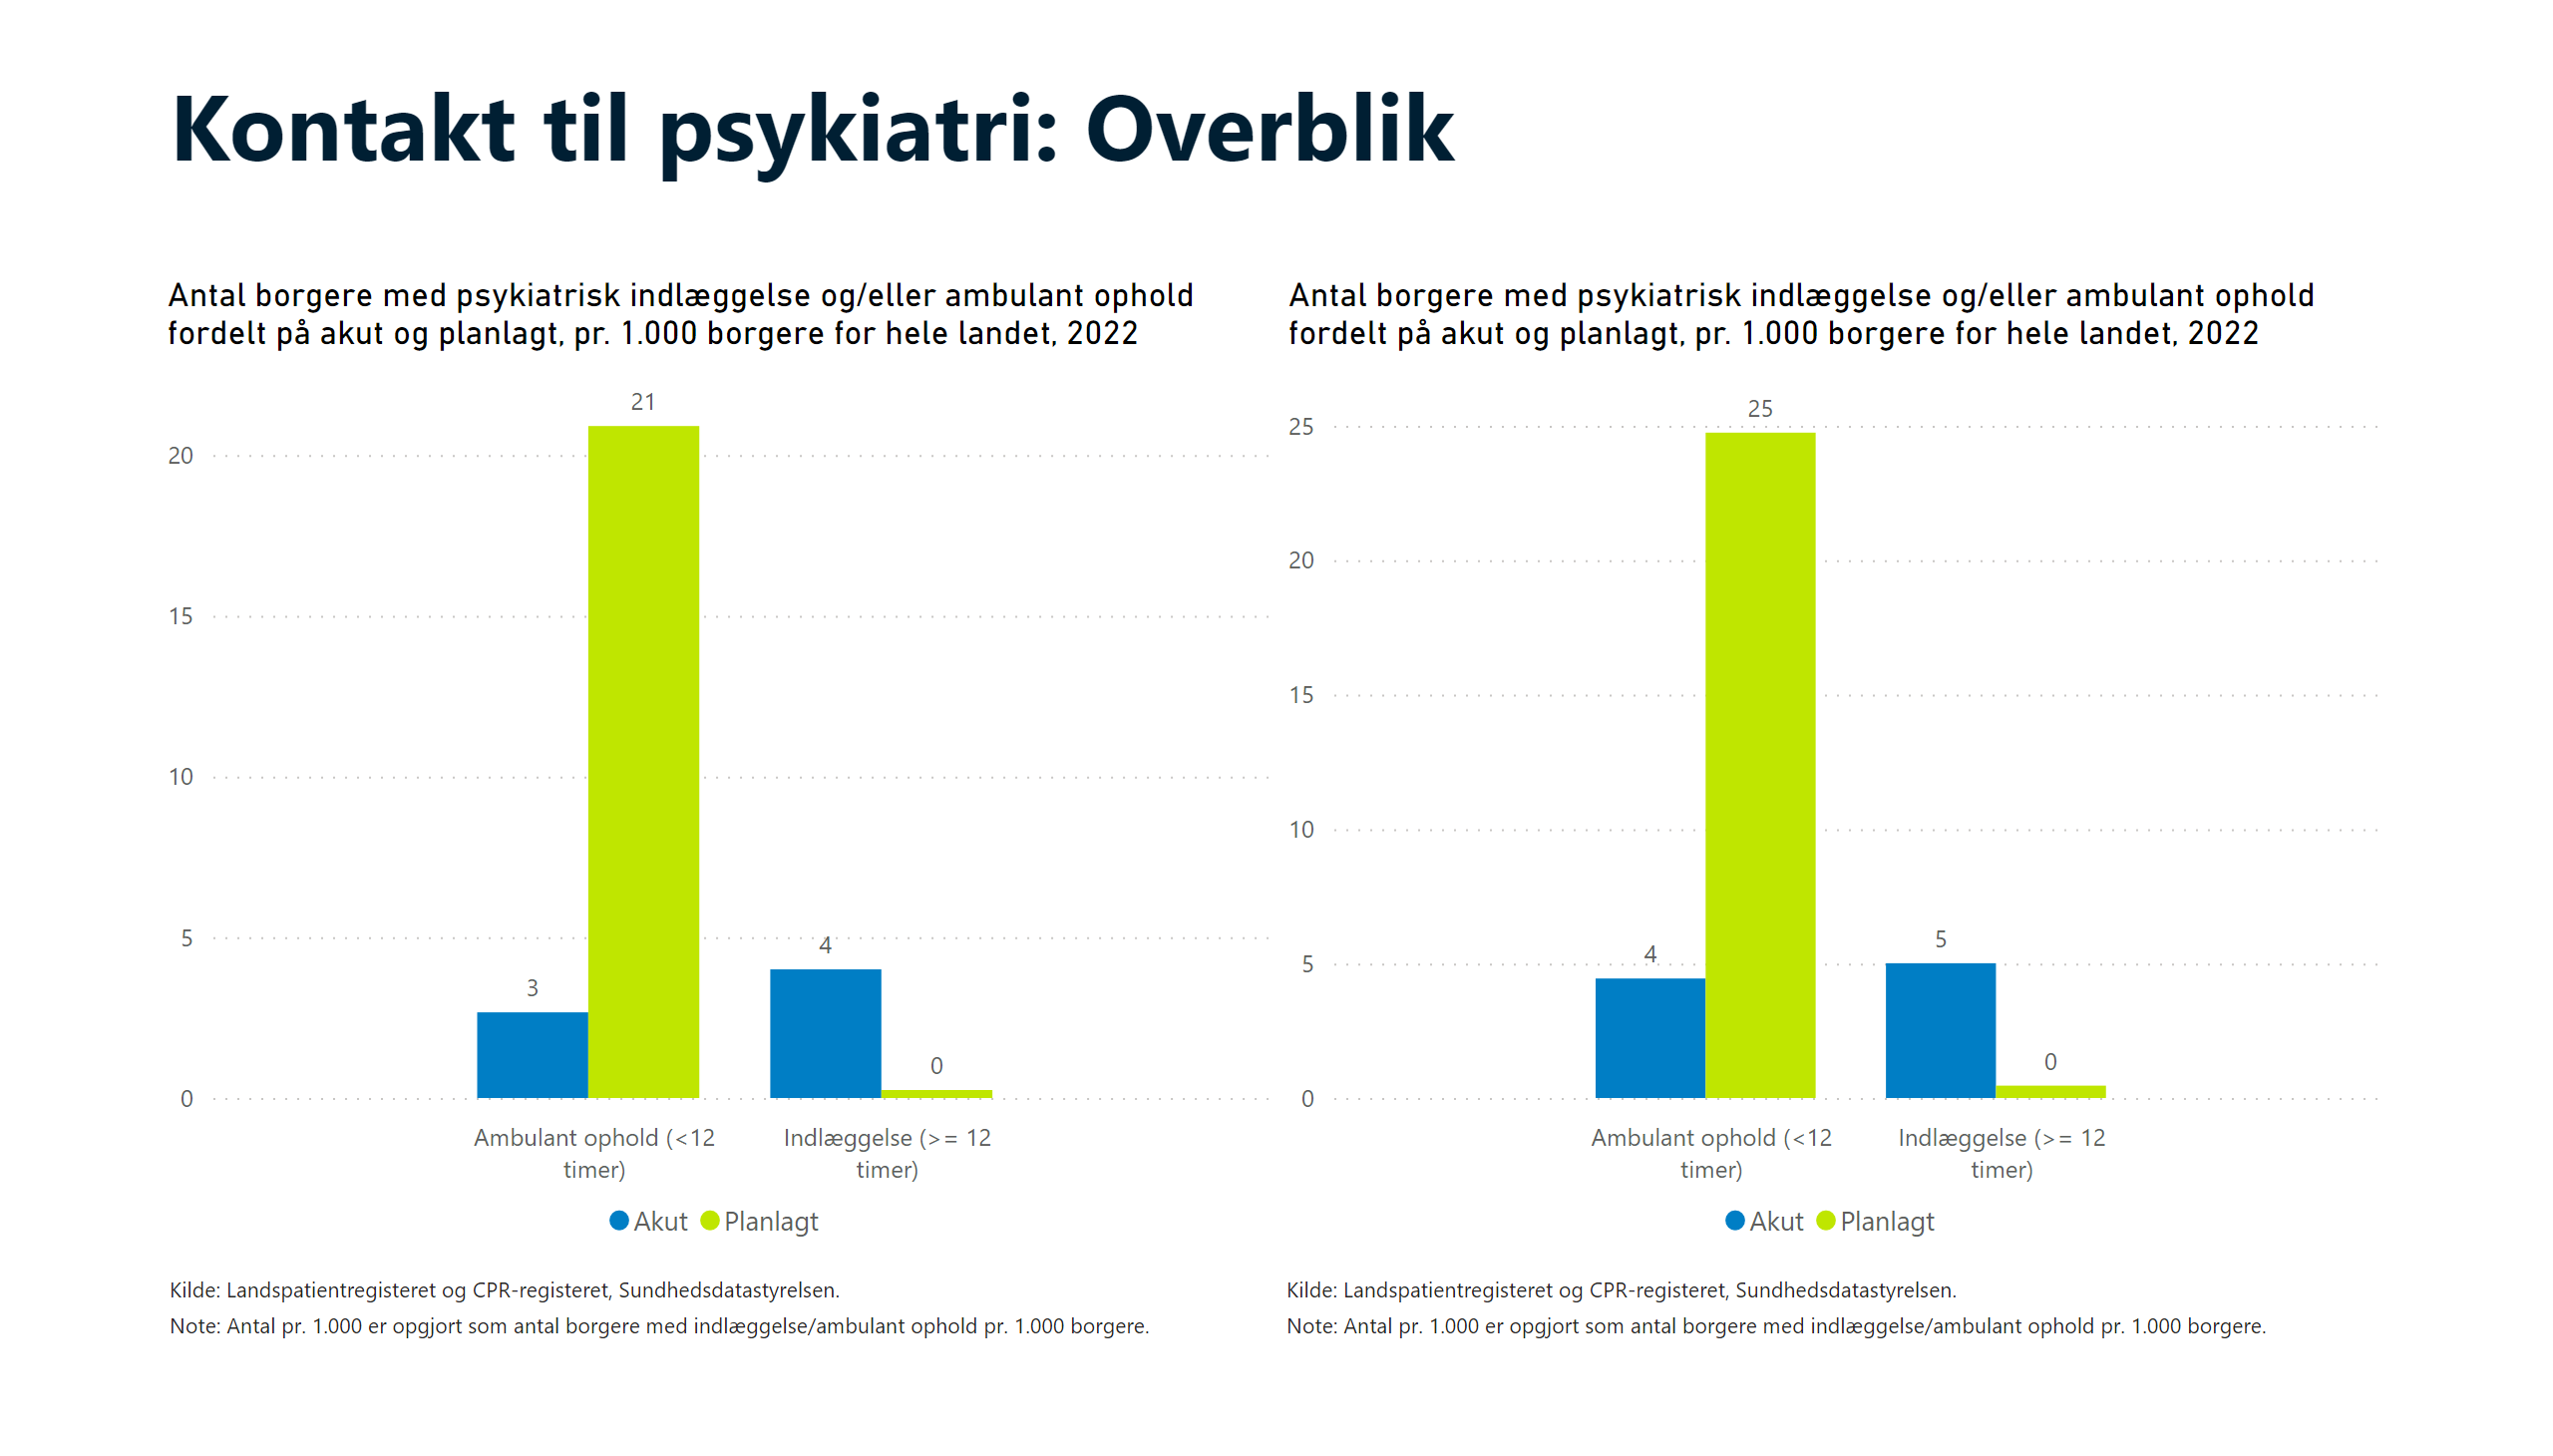 Kontakt til psykiatri: Overblik
Antal borgere med psykiatrisk indlæggelse og/eller ambulant ophold
fordelt på akut og planlagt, pr. 1.000 borgere for hele landet, 2022
21
20
15
10
5
4
3
0
0
Ambulant ophold (<12
timer)
Indlæggelse (>= 12
timer)
Akut
Planlagt
Kilde: Landspatientregisteret og CPR-registeret, Sundhedsdatastyrelsen.
Note: Antal pr. 1.000 er opgjort som antal borgere med indlæggelse/ambulant ophold pr. 1.000 borgere.
Antal borgere med psykiatrisk indlæggelse og/eller ambulant ophold
fordelt på akut og planlagt, pr. 1.000 borgere for hele landet, 2022
25
25
20
15
10
5
4
5
0
0
Ambulant ophold (<12
timer)
Indlæggelse (>= 12
timer)
Akut
Planlagt
Kilde: Landspatientregisteret og CPR-registeret, Sundhedsdatastyrelsen.
Note: Antal pr. 1.000 er opgjort som antal borgere med indlæggelse/ambulant ophold pr. 1.000 borgere.